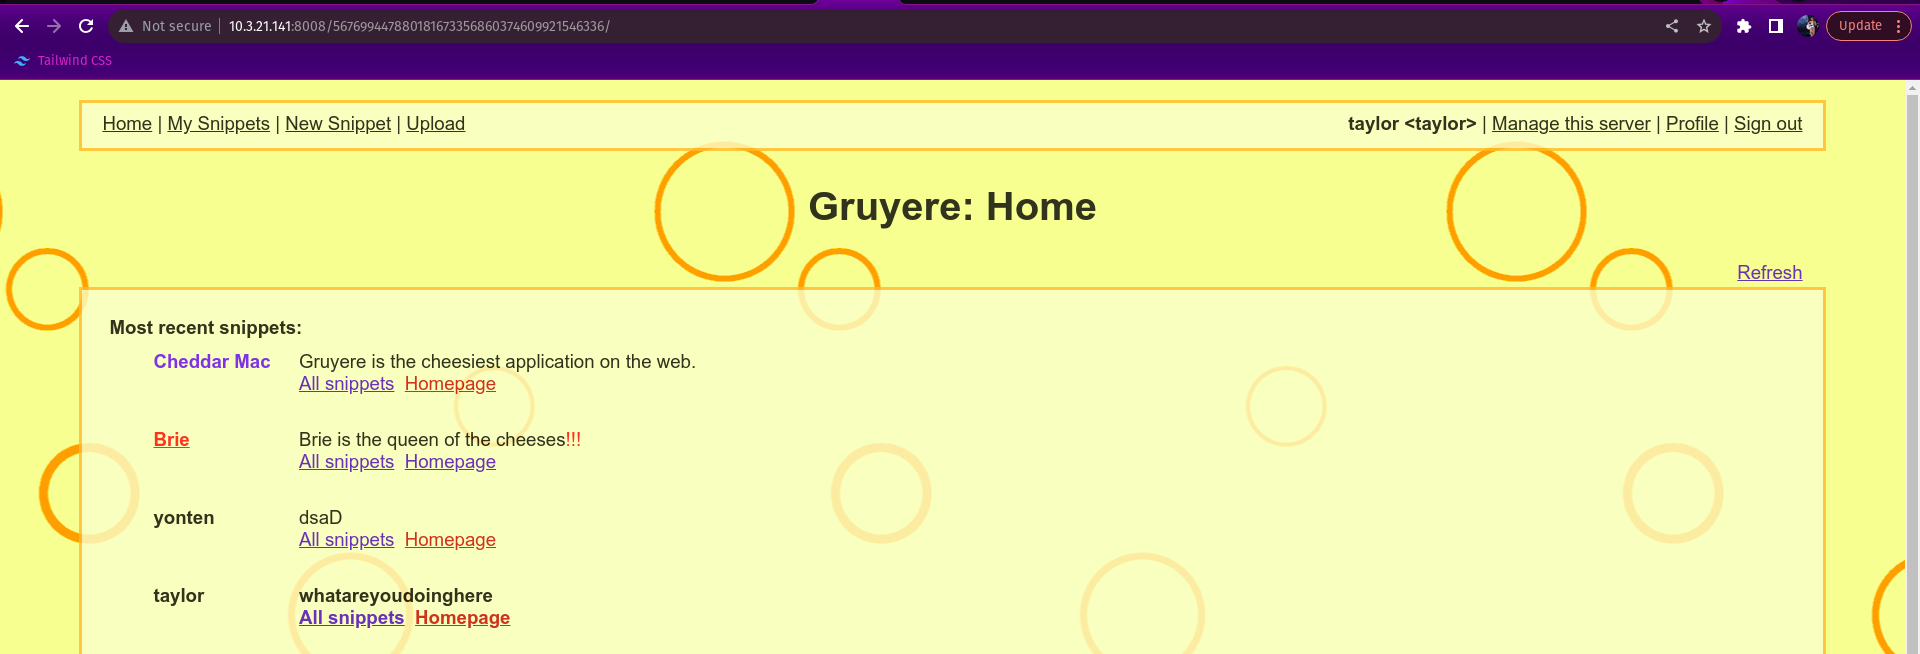 Not secure | 10.3.21.141:8008/567699447880181673356860374609921546336/
Update
Tailwind CSS
Home | My Snippets | New Snippet | Upload
taylor <taylor> | Manage this server | Profile | Sign out
Gruyere: Home
Refresh
Most recent snippets:
Cheddar Mac Gruyere is the cheesiest application on the web.
All snippets Homepage
Brie Brie is the queen of the cheeses!!!
All snippets Homepage
yonten dsaD
All snippets Homepage
taylor whatareyoudoinghere
All snippets Homepage